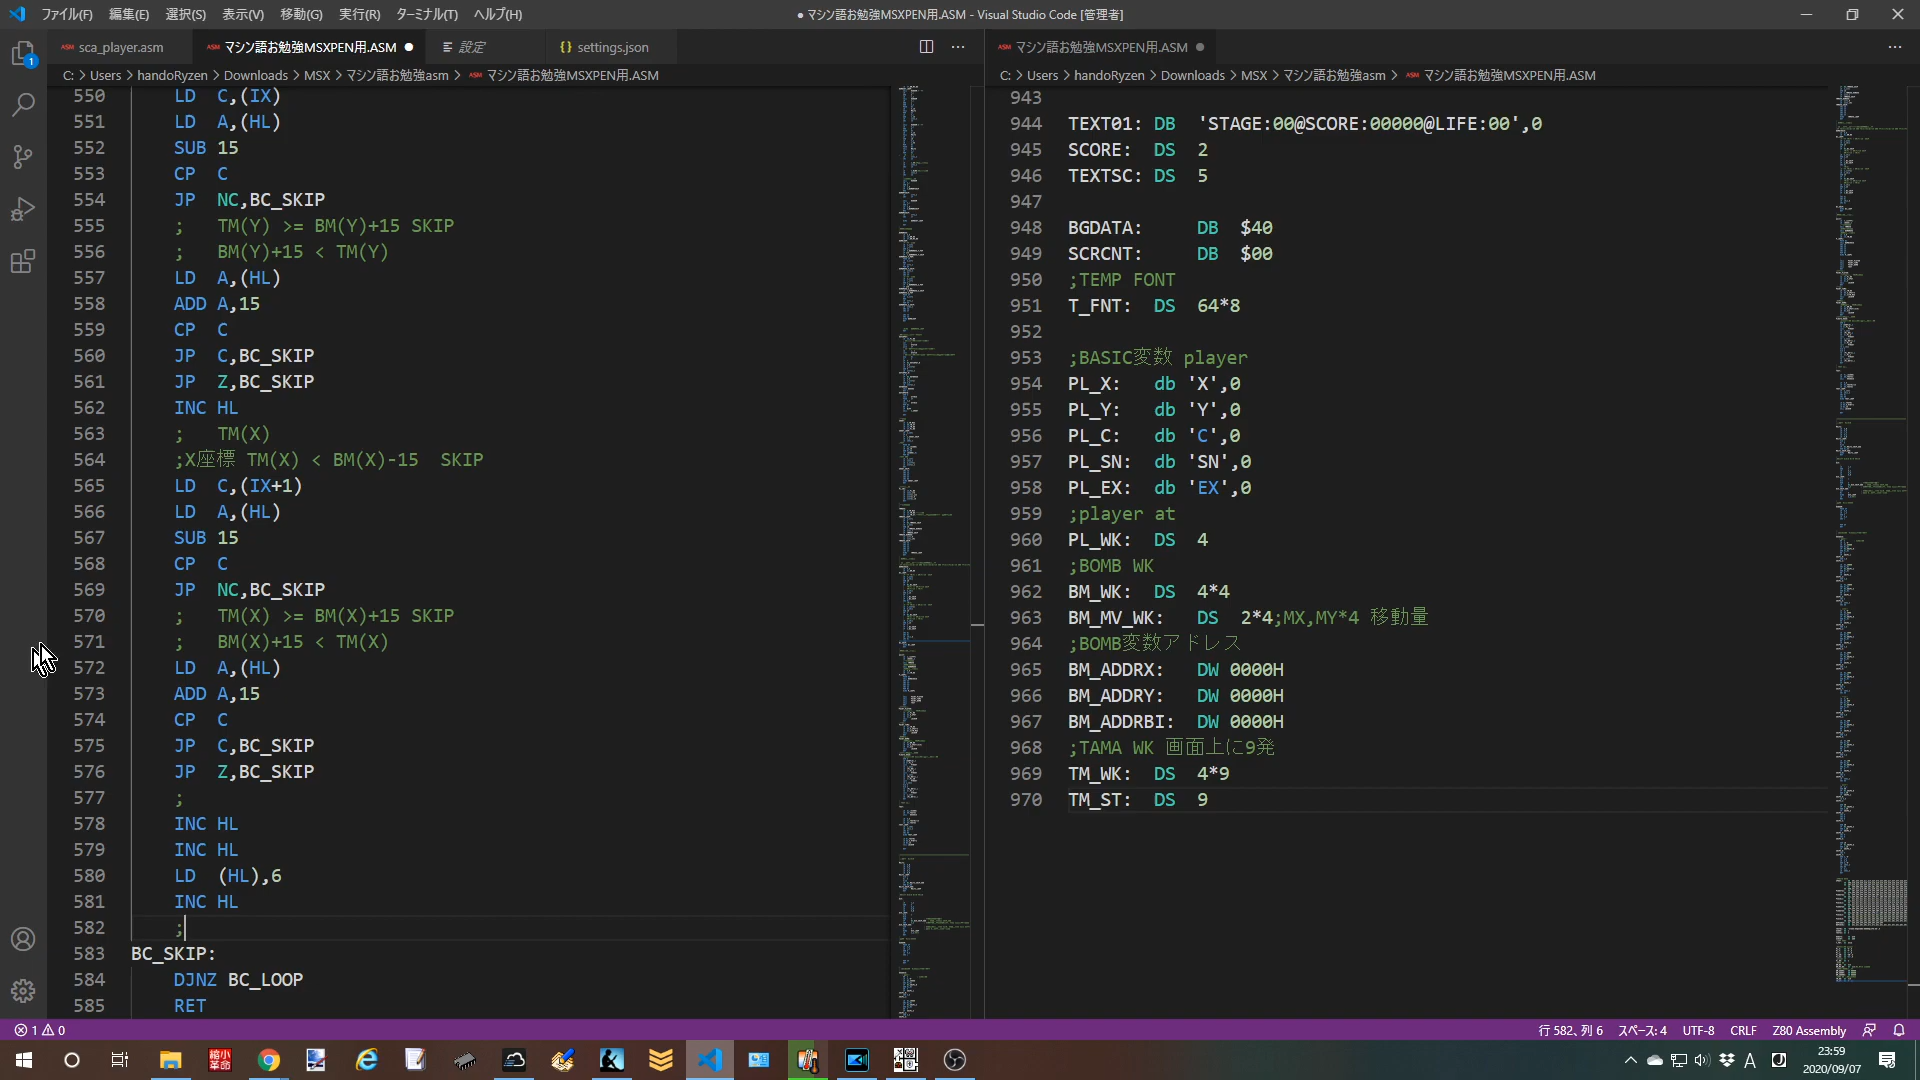 ファイル(F) 編集(E) 選択(S) 表示(V) 移動(G) 実行(R) ターミナル(T) ヘルプ(H)
● マシン語お勉強MSXPEN用.ASM - Visual Studio Code [管理者]
ASM sca_player.asm
ASM マシン語お勉強MSXPEN用.ASM ●
設定
{} settings.json
C: > Users > handoRyzen > Downloads > MSX > マシン語お勉強asm > ASM マシン語お勉強MSXPEN用.ASM
550 LD C,(IX)
551 LD A,(HL)
552 SUB 15
553 CP C
554 JP NC,BC_SKIP
555 ; TM(Y) >= BM(Y)+15 SKIP
556 ; BM(Y)+15 < TM(Y)
557 LD A,(HL)
558 ADD A,15
559 CP C
560 JP C,BC_SKIP
561 JP Z,BC_SKIP
562 INC HL
563 ; TM(X)
564 ;X座標 TM(X) < BM(X)-15 SKIP
565 LD C,(IX+1)
566 LD A,(HL)
567 SUB 15
568 CP C
569 JP NC,BC_SKIP
570 ; TM(X) >= BM(X)+15 SKIP
571 ; BM(X)+15 < TM(X)
572 LD A,(HL)
573 ADD A,15
574 CP C
575 JP C,BC_SKIP
576 JP Z,BC_SKIP
577 ;
578 INC HL
579 INC HL
580 LD (HL),6
581 INC HL
582 ;
583 BC_SKIP:
584 DJNZ BC_LOOP
585 RET
ASM マシン語お勉強MSXPEN用.ASM ●
C: > Users > handoRyzen > Downloads > MSX > マシン語お勉強asm > ASM マシン語お勉強MSXPEN用.ASM
943
944 TEXT01: DB 'STAGE:00@SCORE:00000@LIFE:00',0
945 SCORE: DS 2
946 TEXTSC: DS 5
947
948 BGDATA: DB $40
949 SCRCNT: DB $00
950 ;TEMP FONT
951 T_FNT: DS 64*8
952
953 ;BASIC変数 player
954 PL_X: db 'X',0
955 PL_Y: db 'Y',0
956 PL_C: db 'C',0
957 PL_SN: db 'SN',0
958 PL_EX: db 'EX',0
959 ;player at
960 PL_WK: DS 4
961 ;BOMB WK
962 BM_WK: DS 4*4
963 BM_MV_WK: DS 2*4;MX,MY*4 移動量
964 ;BOMB変数アドレス
965 BM_ADDRX: DW 0000H
966 BM_ADDRY: DW 0000H
967 BM_ADDRBI: DW 0000H
968 ;TAMA WK 画面上に9発
969 TM_WK: DS 4*9
970 TM_ST: DS 9
1 0
行 582、列 6 スペース: 4 UTF-8 CRLF Z80 Assembly
縮小
革命
A
23:59
2020/09/07